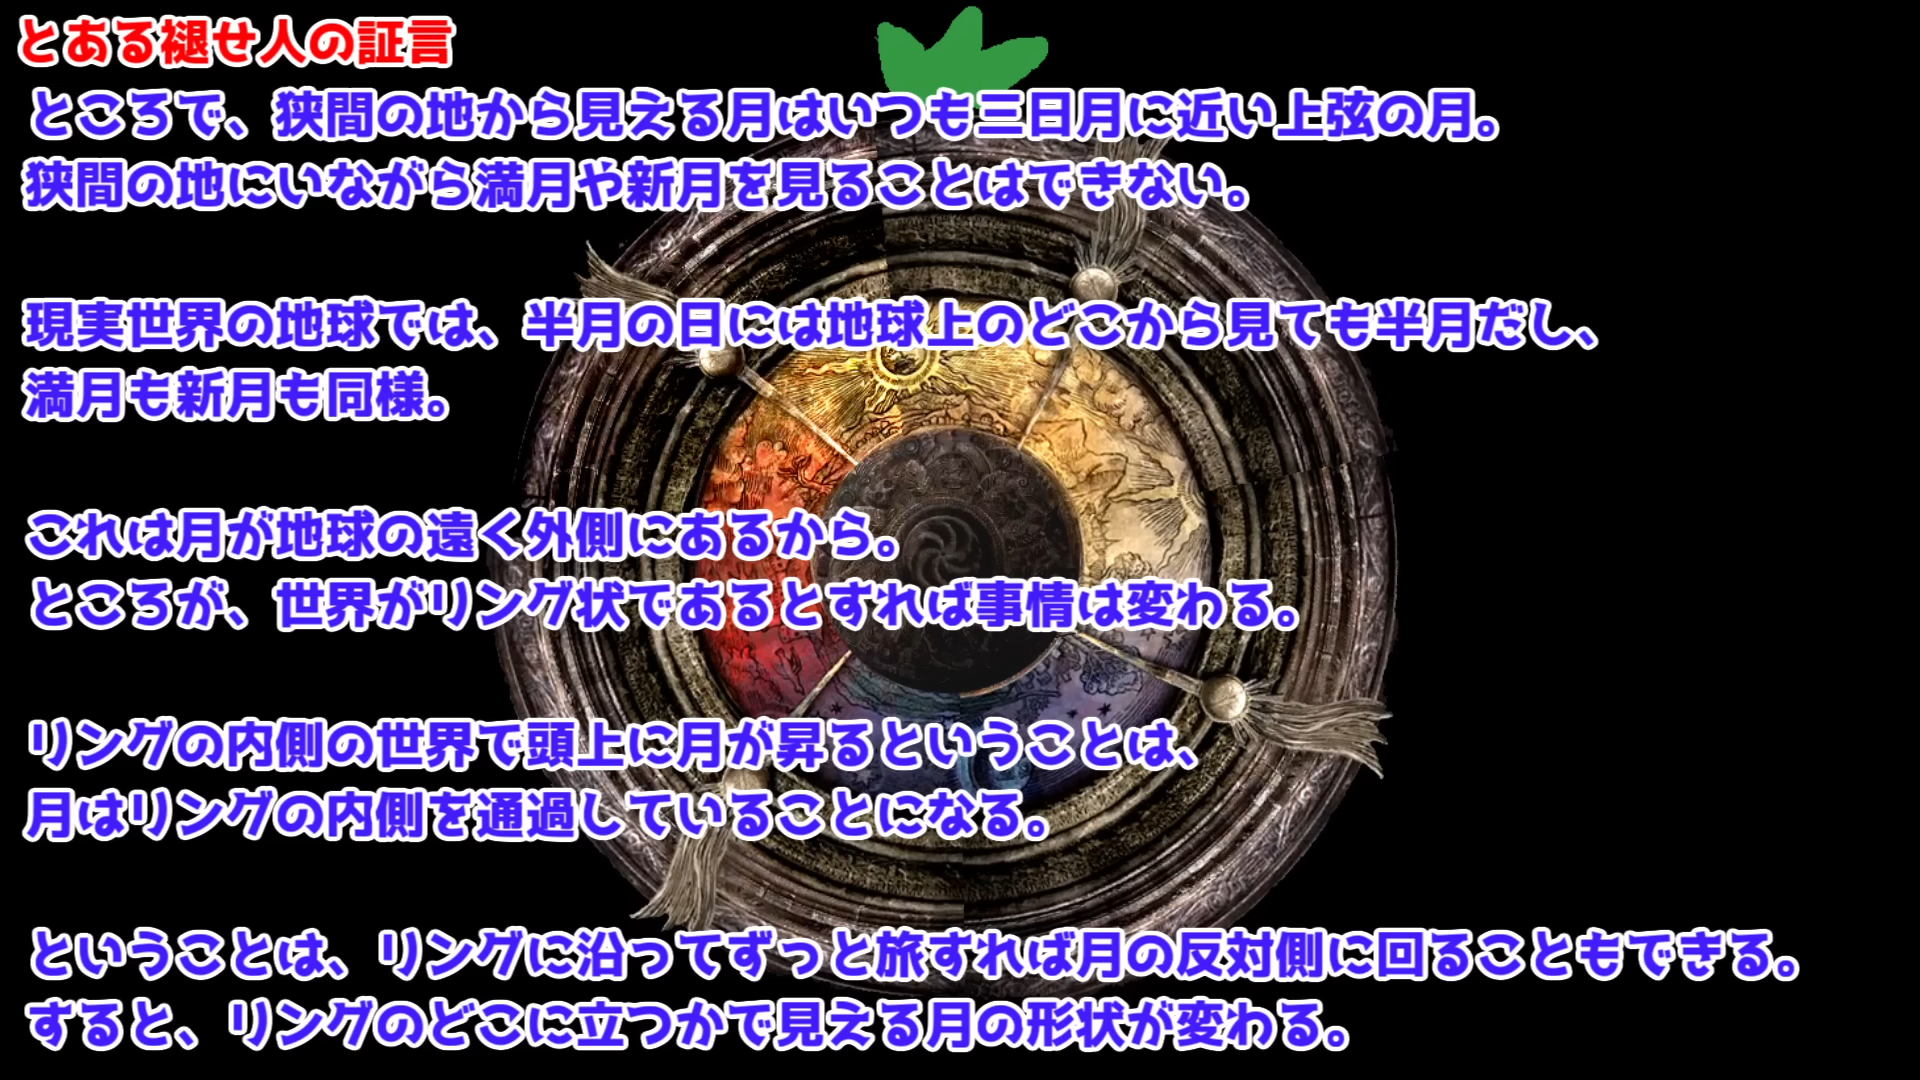 とある褪せ人の証言
ところで、狭間の地から見える月はいつも三日月に近い上弦の月。
狭間の地にいながら満月や新月を見ることはできない。
現実世界の地球では、半月の日には地球上のどこから見ても半月だし、
満月も新月も同様。
これは月が地球の遠く外側にあるから。
ところが、世界がリング状であるとすれば事情は変わる。
リングの内側の世界で頭上に月が昇るということは、
月はリングの内側を通過していることになる。
ということは、リングに沿ってずっと旅すれば月の反対側に回ることもできる。
すると、リングのどこに立つかで見える月の形状が変わる。